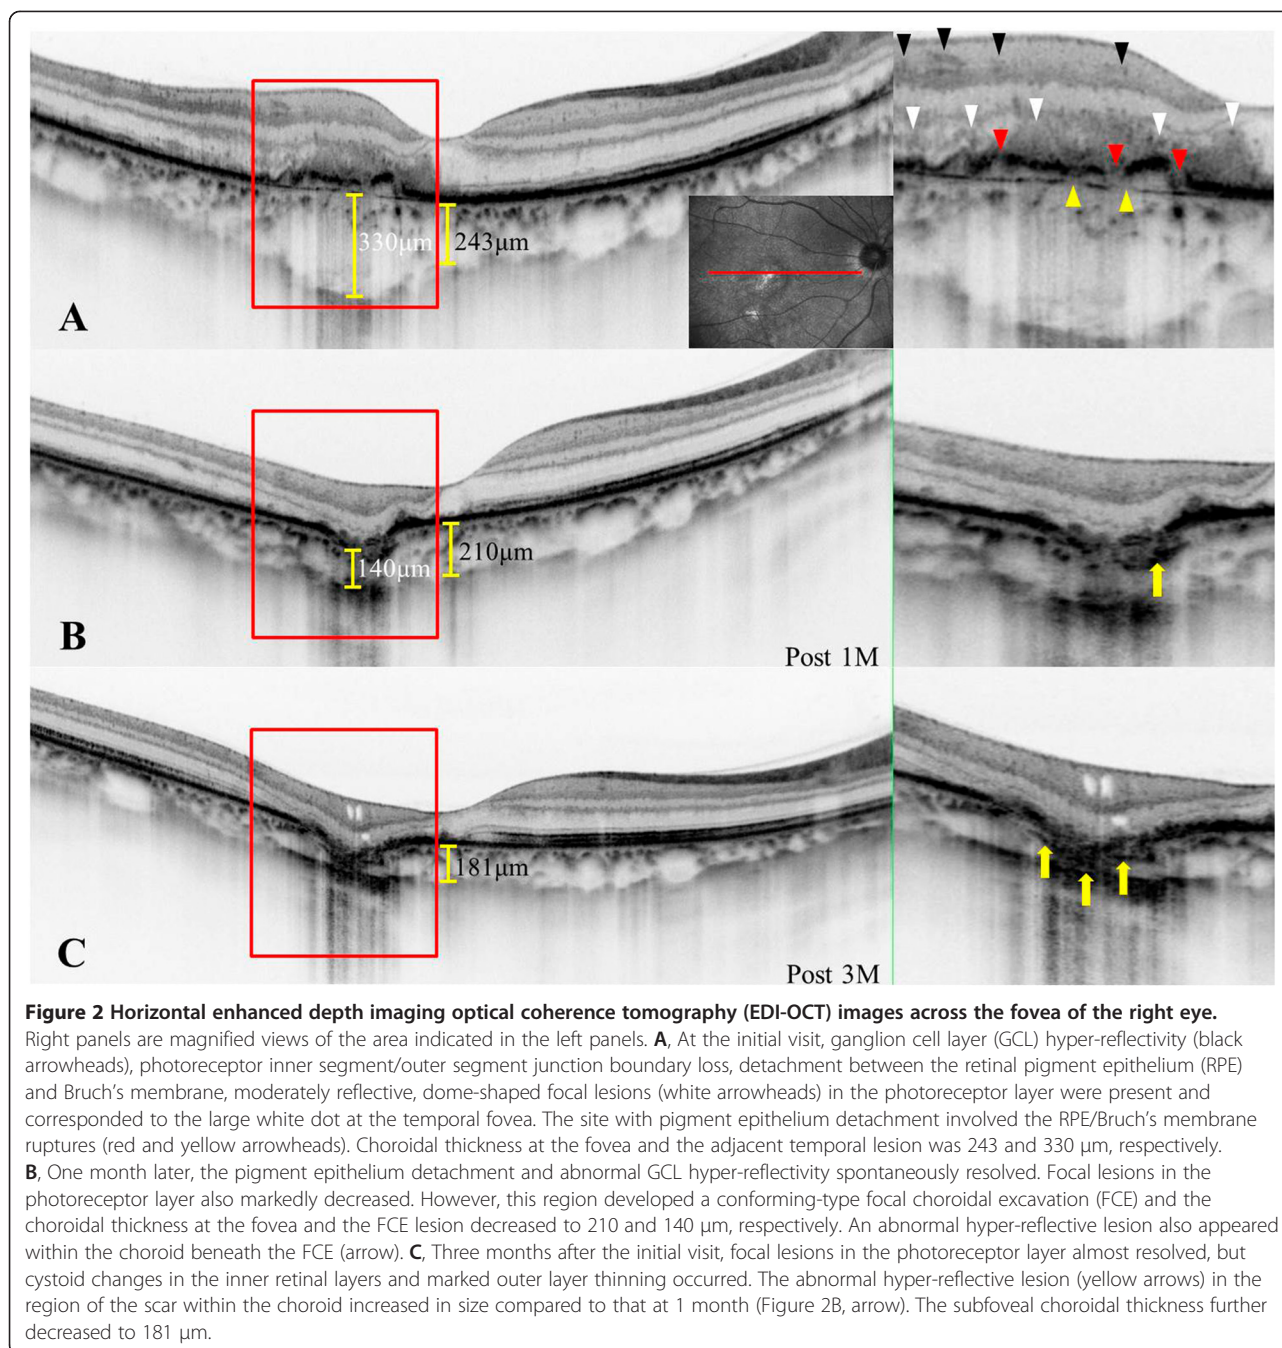 330μm
243μm
A
140μm
210μm
B
Post 1M
181μm
C
Post 3M
Figure 2 Horizontal enhanced depth imaging optical coherence tomography (EDI-OCT) images across the fovea of the right eye.
Right panels are magnified views of the area indicated in the left panels. A, At the initial visit, ganglion cell layer (GCL) hyper-reflectivity (black
arrowheads), photoreceptor inner segment/outer segment junction boundary loss, detachment between the retinal pigment epithelium (RPE)
and Bruch's membrane, moderately reflective, dome-shaped focal lesions (white arrowheads) in the photoreceptor layer were present and
corresponded to the large white dot at the temporal fovea. The site with pigment epithelium detachment involved the RPE/Bruch's membrane
ruptures (red and yellow arrowheads). Choroidal thickness at the fovea and the adjacent temporal lesion was 243 and 330 μm, respectively.
B, One month later, the pigment epithelium detachment and abnormal GCL hyper-reflectivity spontaneously resolved. Focal lesions in the
photoreceptor layer also markedly decreased. However, this region developed a conforming-type focal choroidal excavation (FCE) and the
choroidal thickness at the fovea and the FCE lesion decreased to 210 and 140 μm, respectively. An abnormal hyper-reflective lesion also appeared
within the choroid beneath the FCE (arrow). C, Three months after the initial visit, focal lesions in the photoreceptor layer almost resolved, but
cystoid changes in the inner retinal layers and marked outer layer thinning occurred. The abnormal hyper-reflective lesion (yellow arrows) in the
region of the scar within the choroid increased in size compared to that at 1 month (Figure 2B, arrow). The subfoveal choroidal thickness further
decreased to 181 μm.